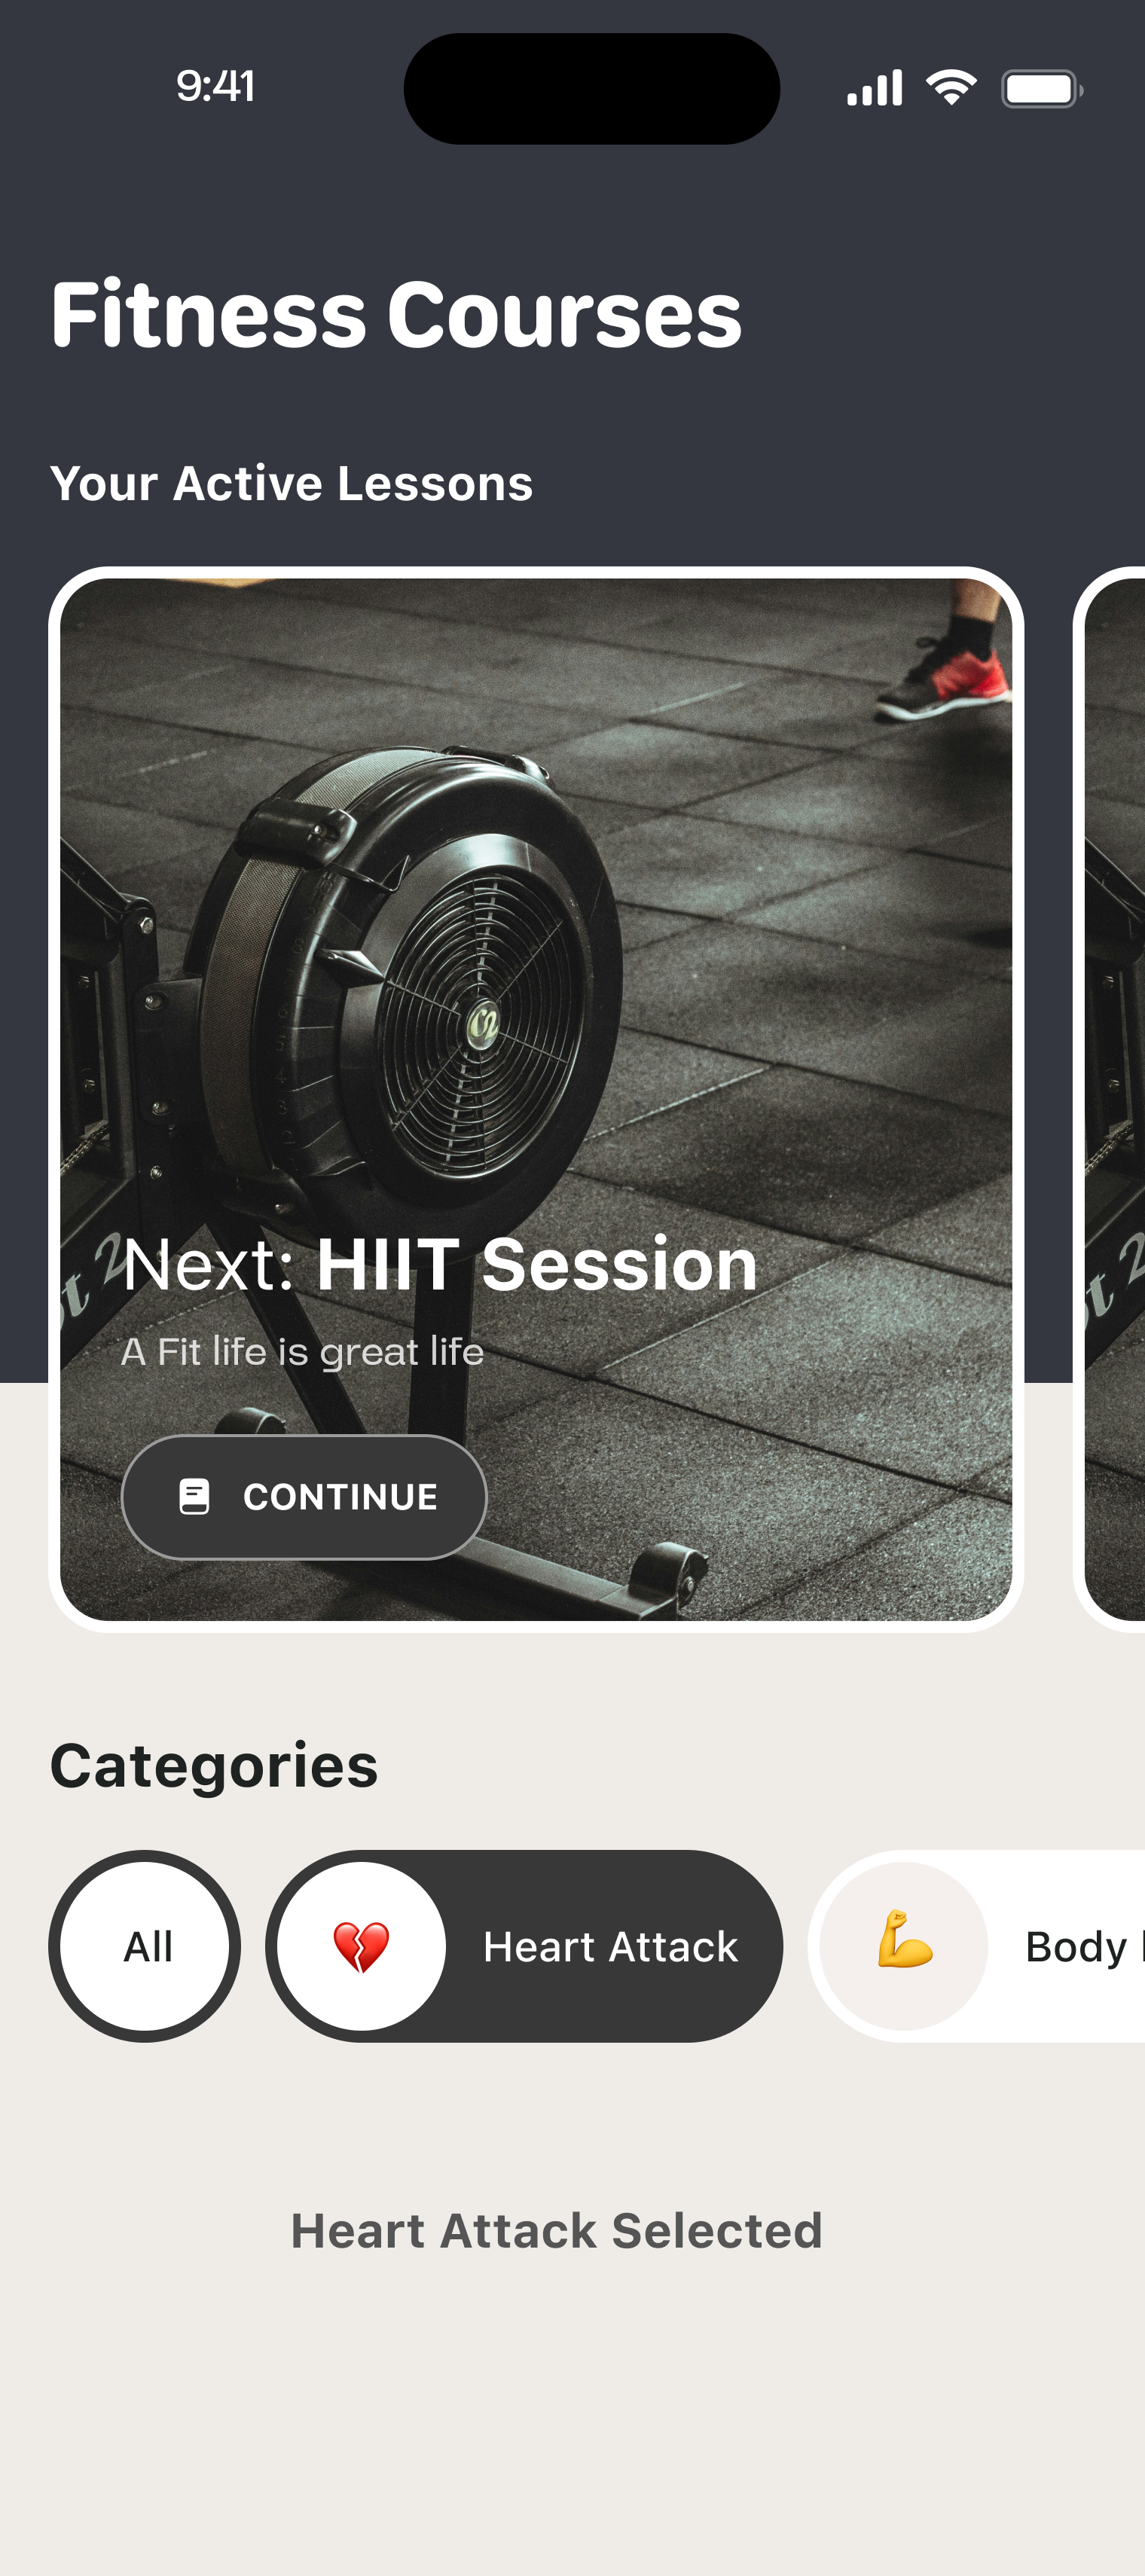 9:41
Fitness Courses
Your Active Lessons
Next: HIIT Session
A Fit life is great life
CONTINUE
Categories
All
Heart Attack
Body
Heart Attack Selected